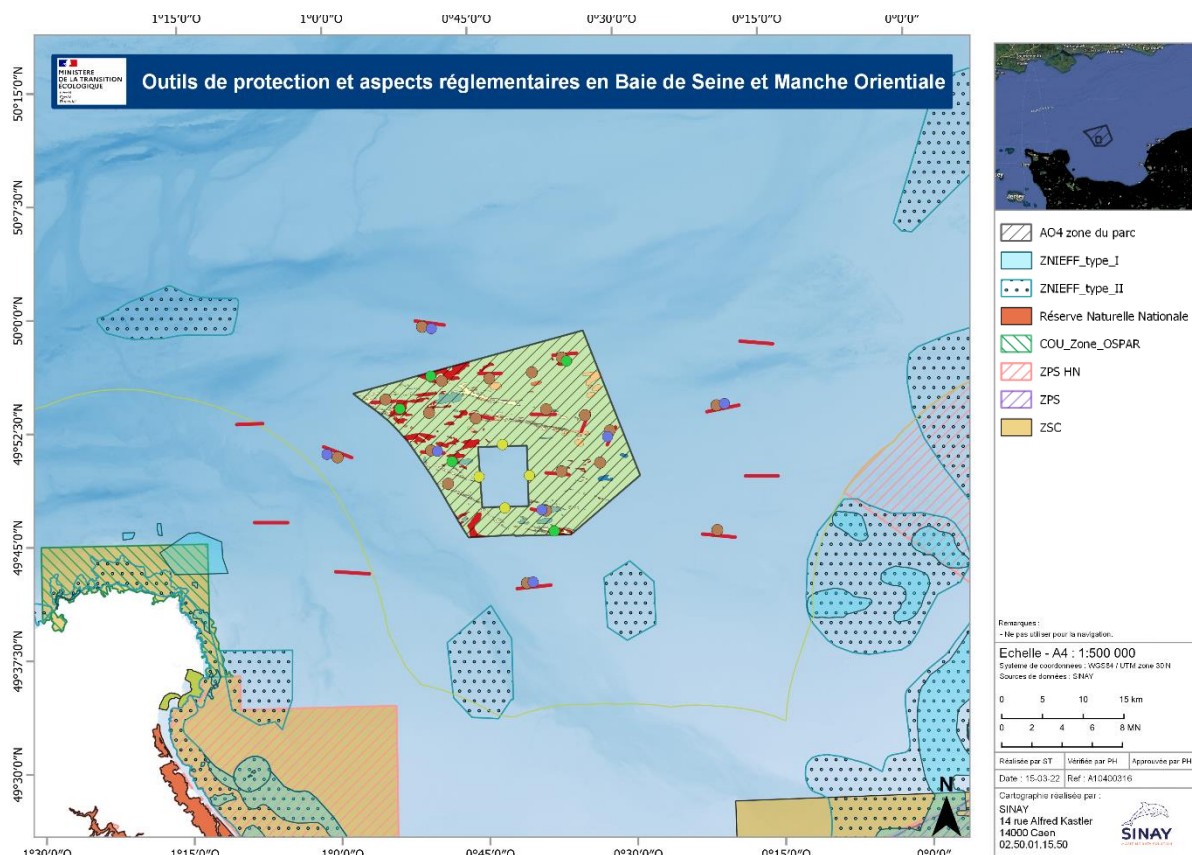 1°15'0"W 1°0'0"W 0°45'0"W 0°30'0"W 0°15'0"W 0°0'0"
MINISTÈRE
DE LA TRANSITION
ÉCOLOGIQUE
Outils de protection et aspects réglementaires en Baie de Seine et Manche Orientale
50°15'0"N
50°7'30"N
50°0'0"N
49°52'30"N
49°45'0"N
49°37'30"N
49°30'0"N
1°30'0"W 1°15'0"W 1°0'0"W 0°45'0"W 0°30'0"W 0°15'0"W 0°0'0"
Jersey
AO4 zone du parc
ZNIEFF_type_I
ZNIEFF_type_II
Réserve Naturelle Nationale
COU_Zone_OSPAR
ZPS HN
ZPS
ZSC
Remarques :
- Ne pas utiliser pour la navigation.
Echelle - A4 : 1:500 000
Système de coordonnées : WGS84 / UTM zone 30 N
Sources de données : SINAY
0 5 10 15 km
0 2 4 6 8 MN
Réalisée par ST Vérifiée par PH Approuvée par PH
Date : 15-03-22 Ref : A10400316
Cartographie réalisée par :
SINAY
14 rue Alfred Kastler
14000 Caen
02.50.01.15.50
N
SINAY